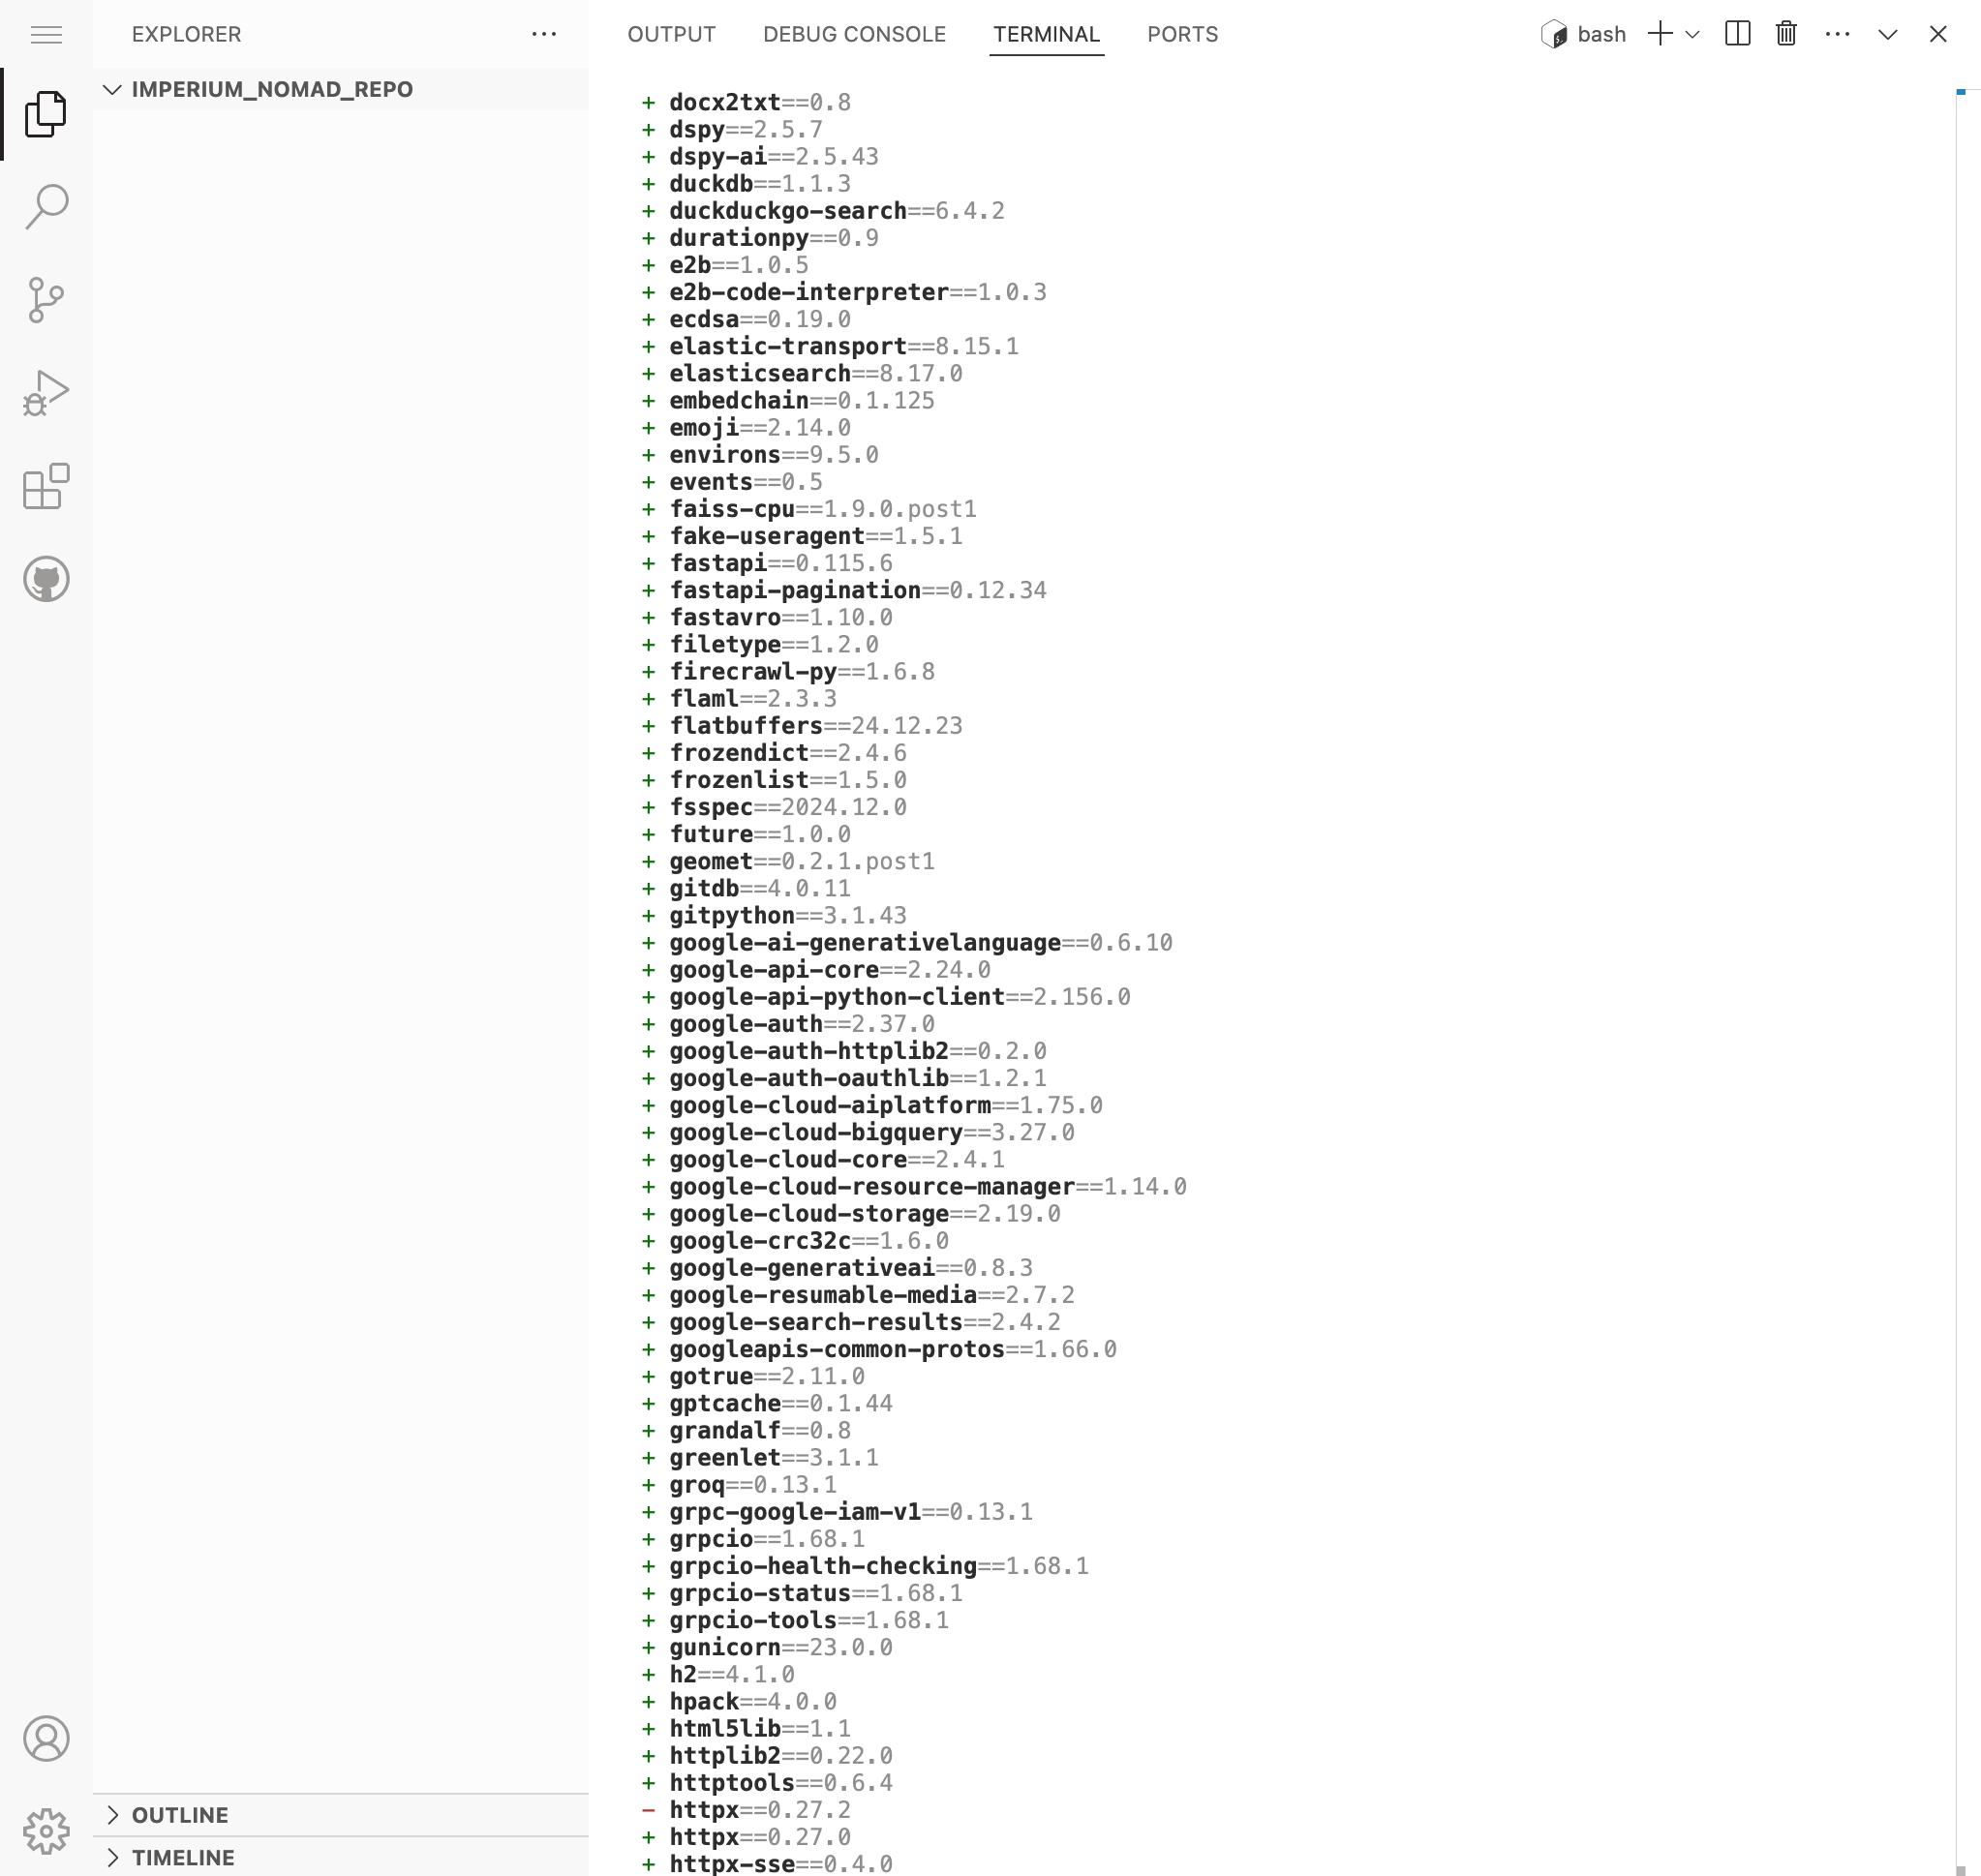 EXPLORER
IMPERIUM_NOMAD_REPO
OUTLINE
TIMELINE
OUTPUT DEBUG CONSOLE TERMINAL PORTS
bash
+ docx2txt==0.8
+ dspy==2.5.7
+ dspy-ai==2.5.43
+ duckdb==1.1.3
+ duckduckgo-search==6.4.2
+ durationpy==0.9
+ e2b==1.0.5
+ e2b-code-interpreter==1.0.3
+ ecdsa==0.19.0
+ elastic-transport==8.15.1
+ elasticsearch==8.17.0
+ embedchain==0.1.125
+ emoji==2.14.0
+ environs==9.5.0
+ events==0.5
+ faiss-cpu==1.9.0.post1
+ fake-useragent==1.5.1
+ fastapi==0.115.6
+ fastapi-pagination==0.12.34
+ fastavro==1.10.0
+ filetype==1.2.0
+ firecrawl-py==1.6.8
+ flaml==2.3.3
+ flatbuffers==24.12.23
+ frozendict==2.4.6
+ frozenlist==1.5.0
+ fsspec==2024.12.0
+ future==1.0.0
+ geomet==0.2.1.post1
+ gitdb==4.0.11
+ gitpython==3.1.43
+ google-ai-generativelanguage==0.6.10
+ google-api-core==2.24.0
+ google-api-python-client==2.156.0
+ google-auth==2.37.0
+ google-auth-httplib2==0.2.0
+ google-auth-oauthlib==1.2.1
+ google-cloud-aiplatform==1.75.0
+ google-cloud-bigquery==3.27.0
+ google-cloud-core==2.4.1
+ google-cloud-resource-manager==1.14.0
+ google-cloud-storage==2.19.0
+ google-crc32c==1.6.0
+ google-generativeai==0.8.3
+ google-resumable-media==2.7.2
+ google-search-results==2.4.2
+ googleapis-common-protos==1.66.0
+ gotrue==2.11.0
+ gptcache==0.1.44
+ grandalf==0.8
+ greenlet==3.1.1
+ groq==0.13.1
+ grpc-google-iam-v1==0.13.1
+ grpcio==1.68.1
+ grpcio-health-checking==1.68.1
+ grpcio-status==1.68.1
+ grpcio-tools==1.68.1
+ gunicorn==23.0.0
+ h2==4.1.0
+ hpack==4.0.0
+ html5lib==1.1
+ httplib2==0.22.0
+ httptools==0.6.4
- httpx==0.27.2
+ httpx==0.27.0
+ httpx-sse==0.4.0